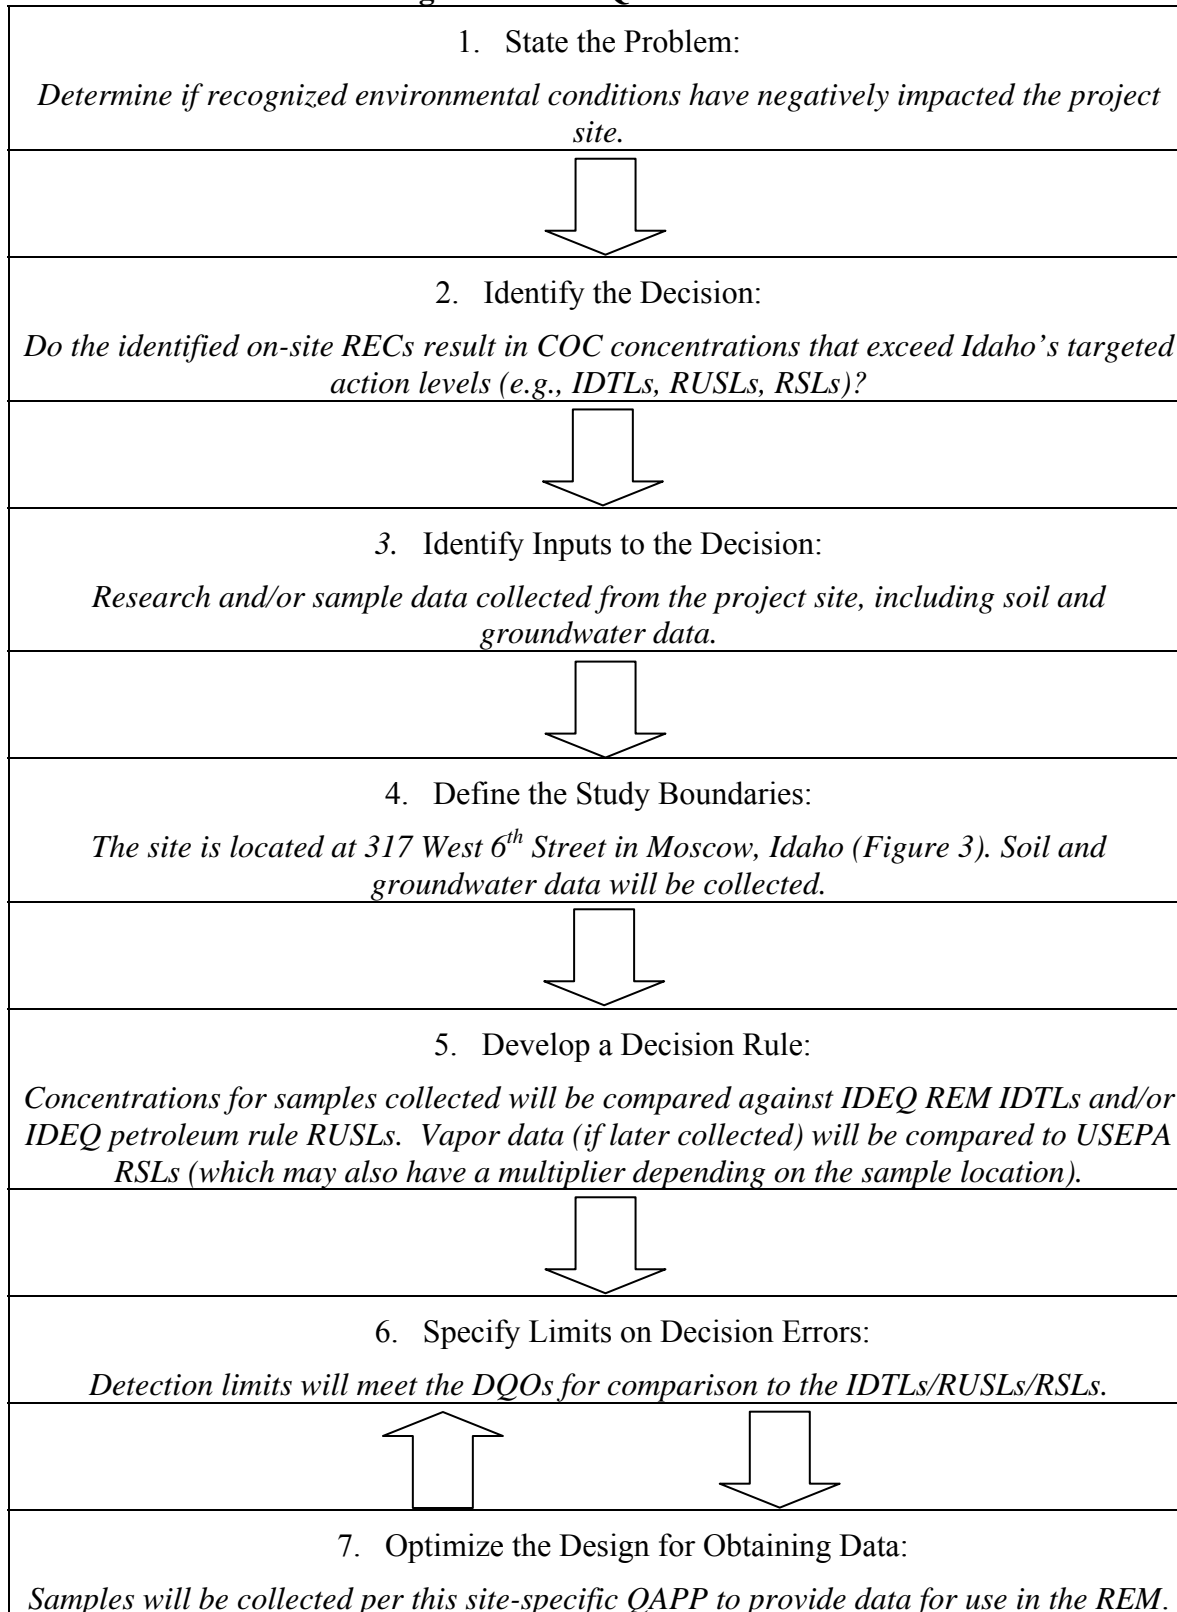 1. State the Problem:
Determine if recognized environmental conditions have negatively impacted the project
site.
2. Identify the Decision:
Do the identified on-site RECs result in COC concentrations that exceed Idaho's targeted
action levels (e.g., IDTLs, RUSLs, RSLs)?
3. Identify Inputs to the Decision:
Research and/or sample data collected from the project site, including soil and
groundwater data.
4. Define the Study Boundaries:
The site is located at 317 West 6th Street in Moscow, Idaho (Figure 3). Soil and
groundwater data will be collected.
5. Develop a Decision Rule:
Concentrations for samples collected will be compared against IDEQ REM IDTLs and/or
IDEQ petroleum rule RUSLs. Vapor data (if later collected) will be compared to USEPA
RSLs (which may also have a multiplier depending on the sample location).
6. Specify Limits on Decision Errors:
Detection limits will meet the DQOs for comparison to the IDTLs/RUSLs/RSLs.
7. Optimize the Design for Obtaining Data:
Samples will be collected per this site-specific QAPP to provide data for use in the REM.